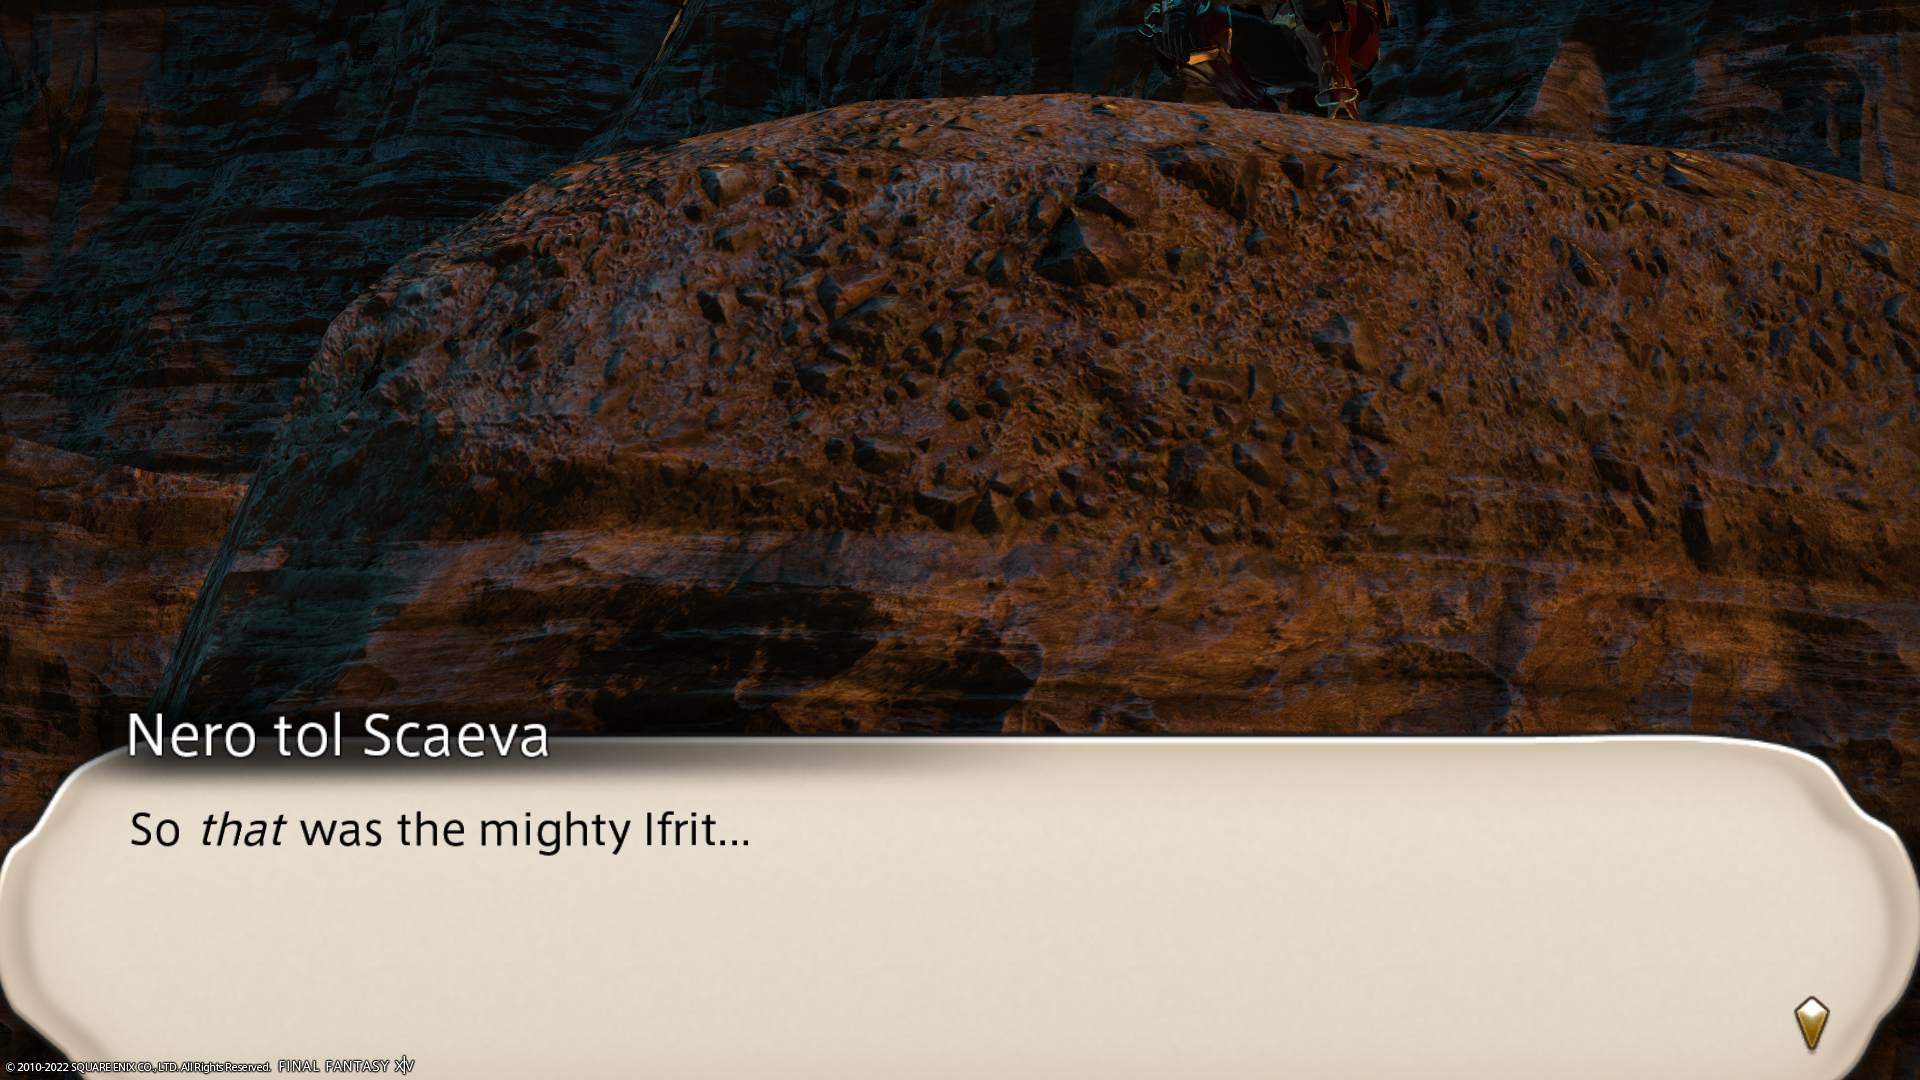 Nero tol Scaeva
So that was the mighty Ifrit...
© 2010-2022 SQUARE ENIX CO., LTD. All Rights Reserved. FINAL FANTASY XIV